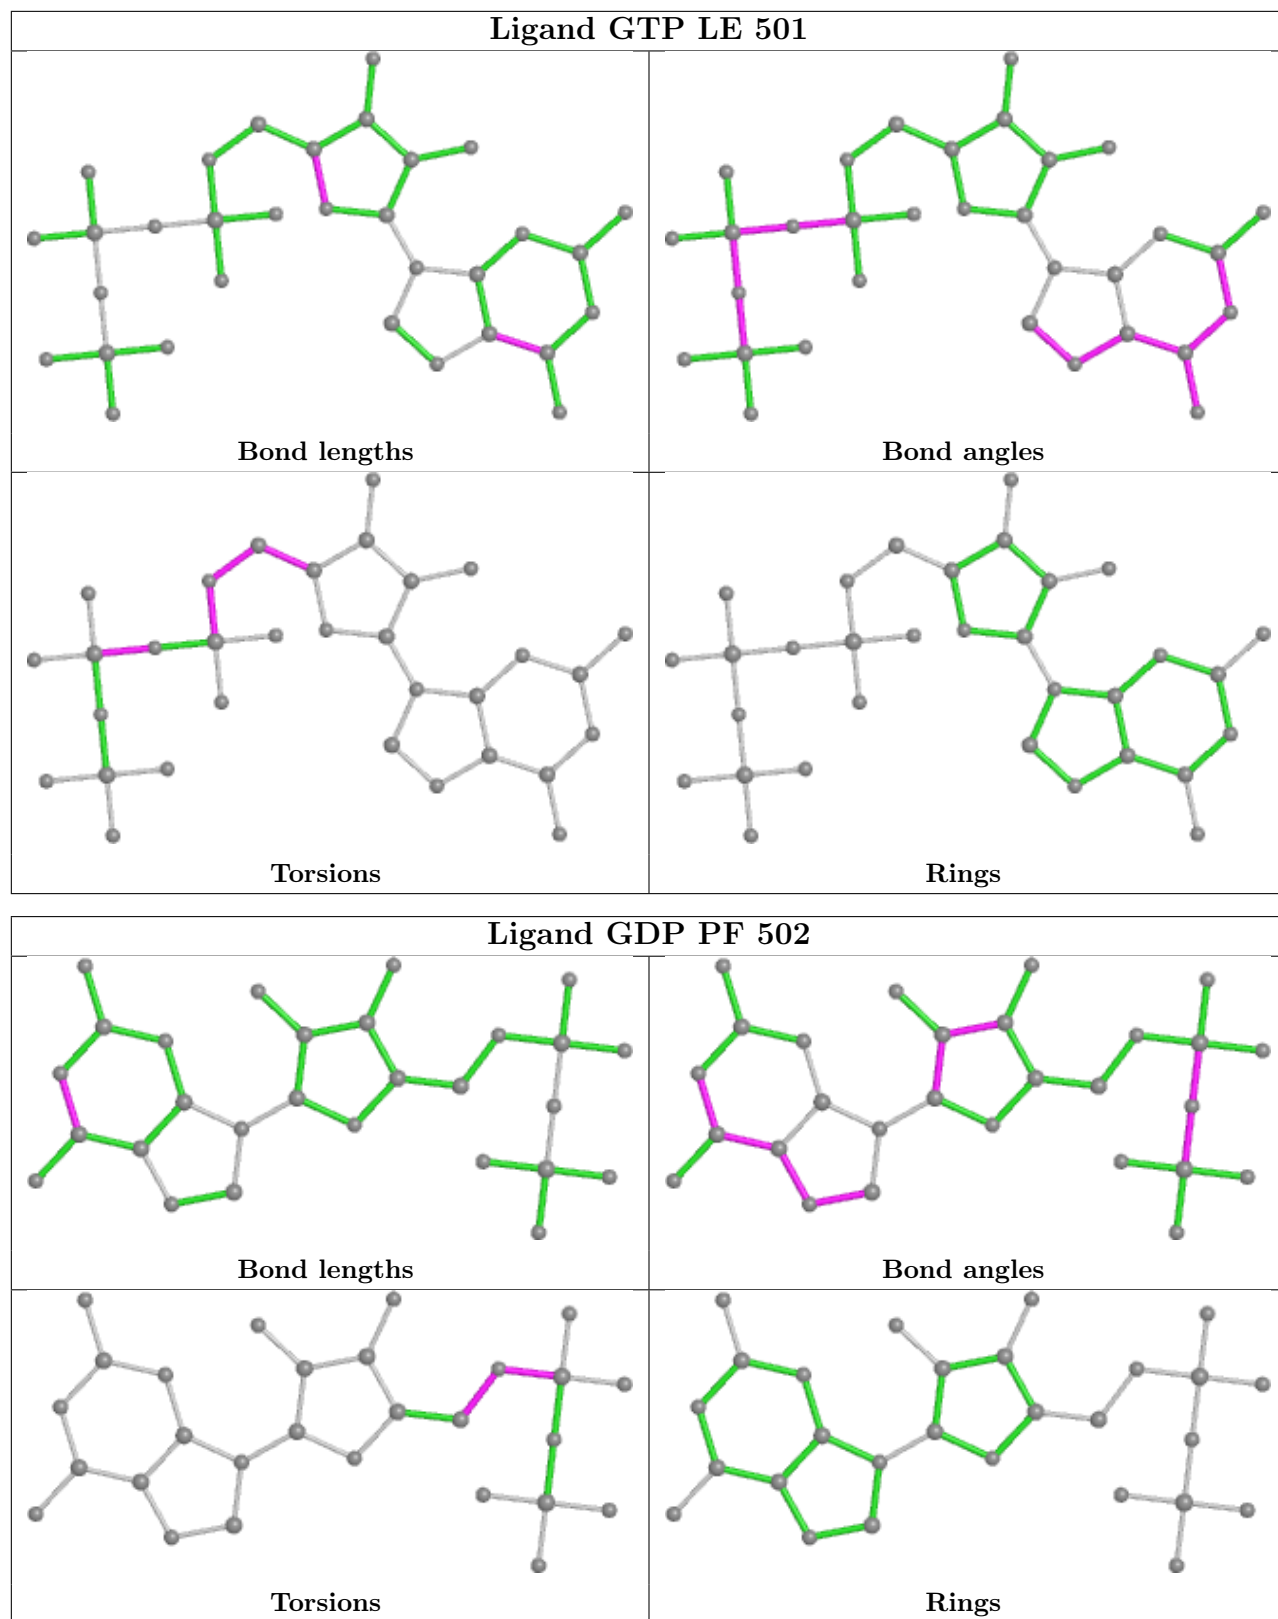 Ligand GTP LE 501
Bond lengths
Bond angles
Torsions
Rings
Ligand GDP PF 502
Bond lengths
Bond angles
Torsions
Rings